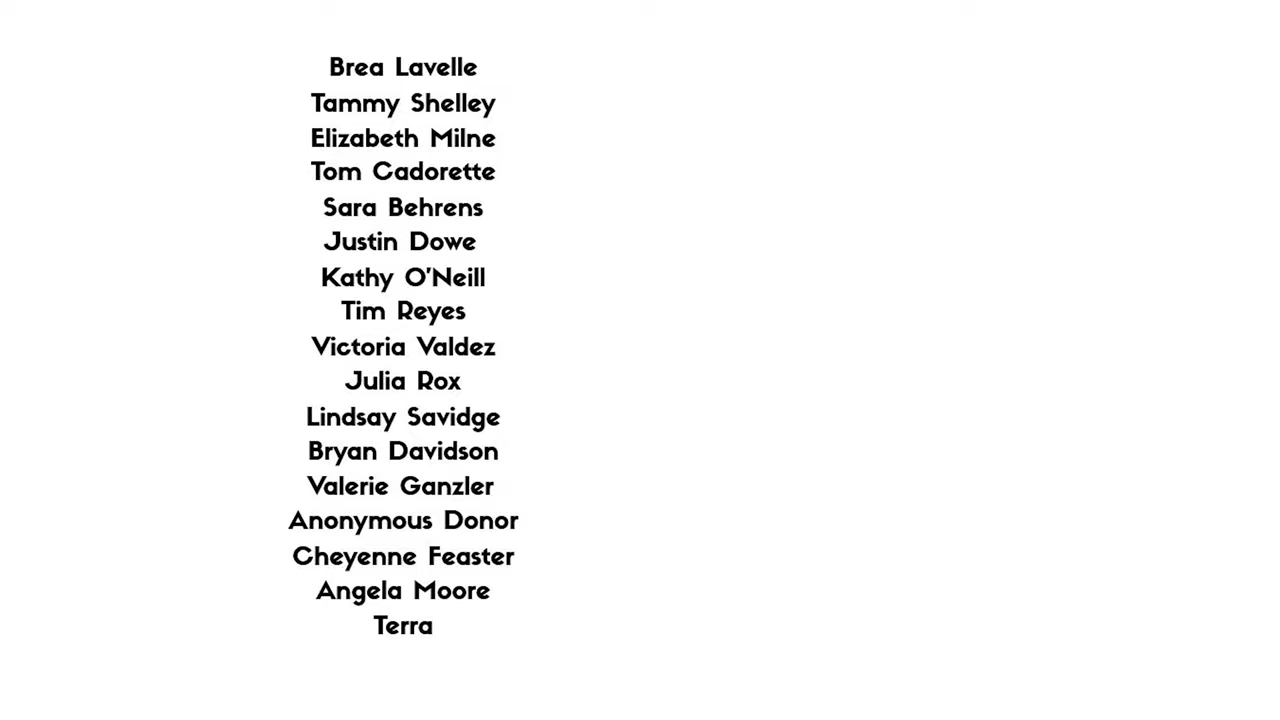 Brea Lavelle
Tammy Shelley
Elizabeth Milne
Tom Cadorette
Sara Behrens
Justin Dowe
Kathy O'Neill
Tim Reyes
Victoria Valdez
Julia Rox
Lindsay Savidge
Bryan Davidson
Valerie Ganzler
Anonymous Donor
Cheyenne Feaster
Angela Moore
Terra